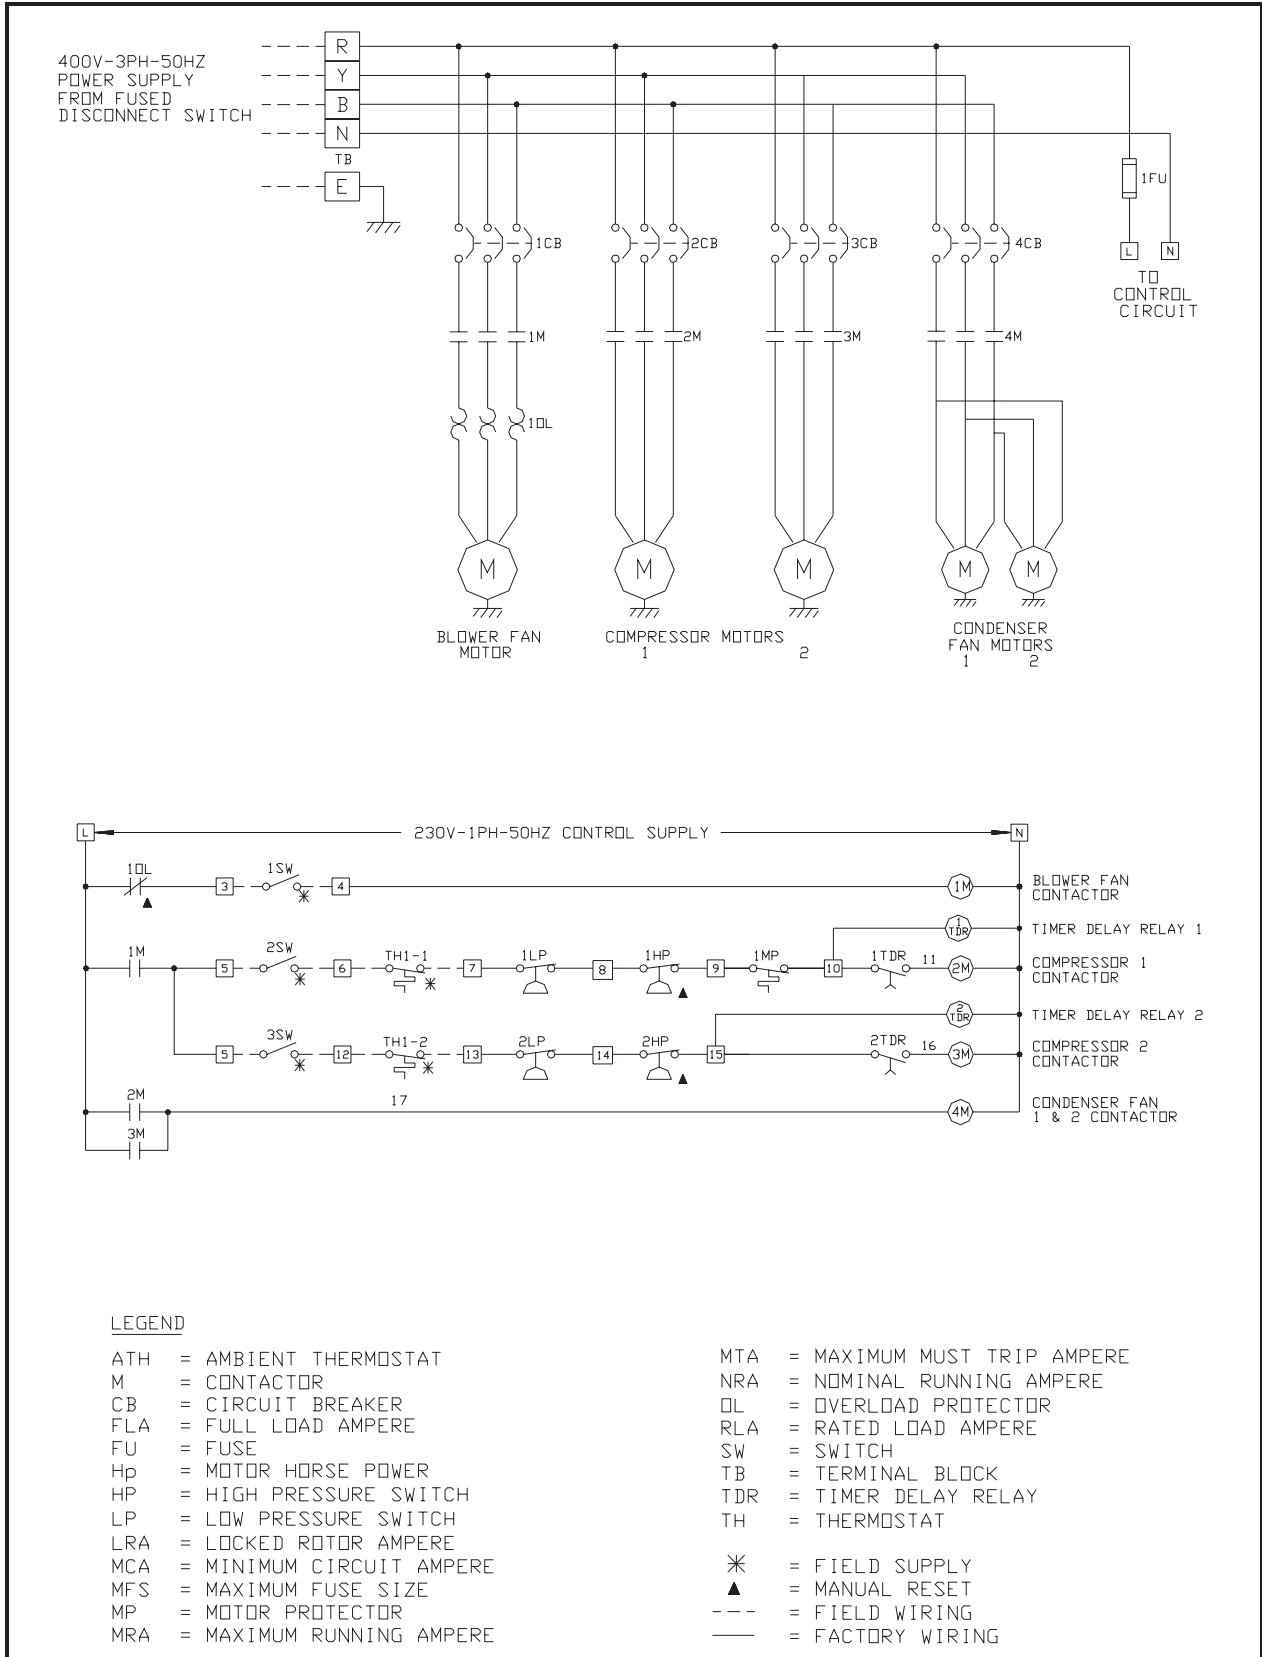 400V-3PH-50HZ
POWER SUPPLY
FROM FUSED
DISCONNECT SWITCH
R
Y
B
N
TB
E
1FU
1CB
2CB
3CB
4CB
L
N
TO
CONTROL
CIRCUIT
1M
2M
3M
4M
1OL
M
M
M
M
M
BLOWER FAN
MOTOR
COMPRESSOR MOTORS
1
2
CONDENSER
FAN MOTORS
1 2
L
230V-1PH-50HZ CONTROL SUPPLY
N
1OL
3
1SW
4
1M
BLOWER FAN
CONTACTOR
1
TDR
TIMER DELAY RELAY 1
1M
5
2SW
6
TH1-1
7
1LP
8
1HP
9
1MP
10
1TDR
11
2M
COMPRESSOR 1
CONTACTOR
2
TDR
TIMER DELAY RELAY 2
5
3SW
12
TH1-2
13
2LP
14
2HP
15
2TDR
16
3M
COMPRESSOR 2
CONTACTOR
2M
17
4M
CONDENSER FAN
1 & 2 CONTACTOR
3M
LEGEND
ATH = AMBIENT THERMOSTAT
M = CONTACTOR
CB = CIRCUIT BREAKER
FLA = FULL LOAD AMPERE
FU = FUSE
Hp = MOTOR HORSE POWER
HP = HIGH PRESSURE SWITCH
LP = LOW PRESSURE SWITCH
LRA = LOCKED ROTOR AMPERE
MCA = MINIMUM CIRCUIT AMPERE
MFS = MAXIMUM FUSE SIZE
MP = MOTOR PROTECTOR
MRA = MAXIMUM RUNNING AMPERE
MTA = MAXIMUM MUST TRIP AMPERE
NRA = NOMINAL RUNNING AMPERE
OL = OVERLOAD PROTECTOR
RLA = RATED LOAD AMPERE
SW = SWITCH
TB = TERMINAL BLOCK
TDR = TIMER DELAY RELAY
TH = THERMOSTAT
= FIELD SUPPLY
▲ = MANUAL RESET
--- = FIELD WIRING
— = FACTORY WIRING